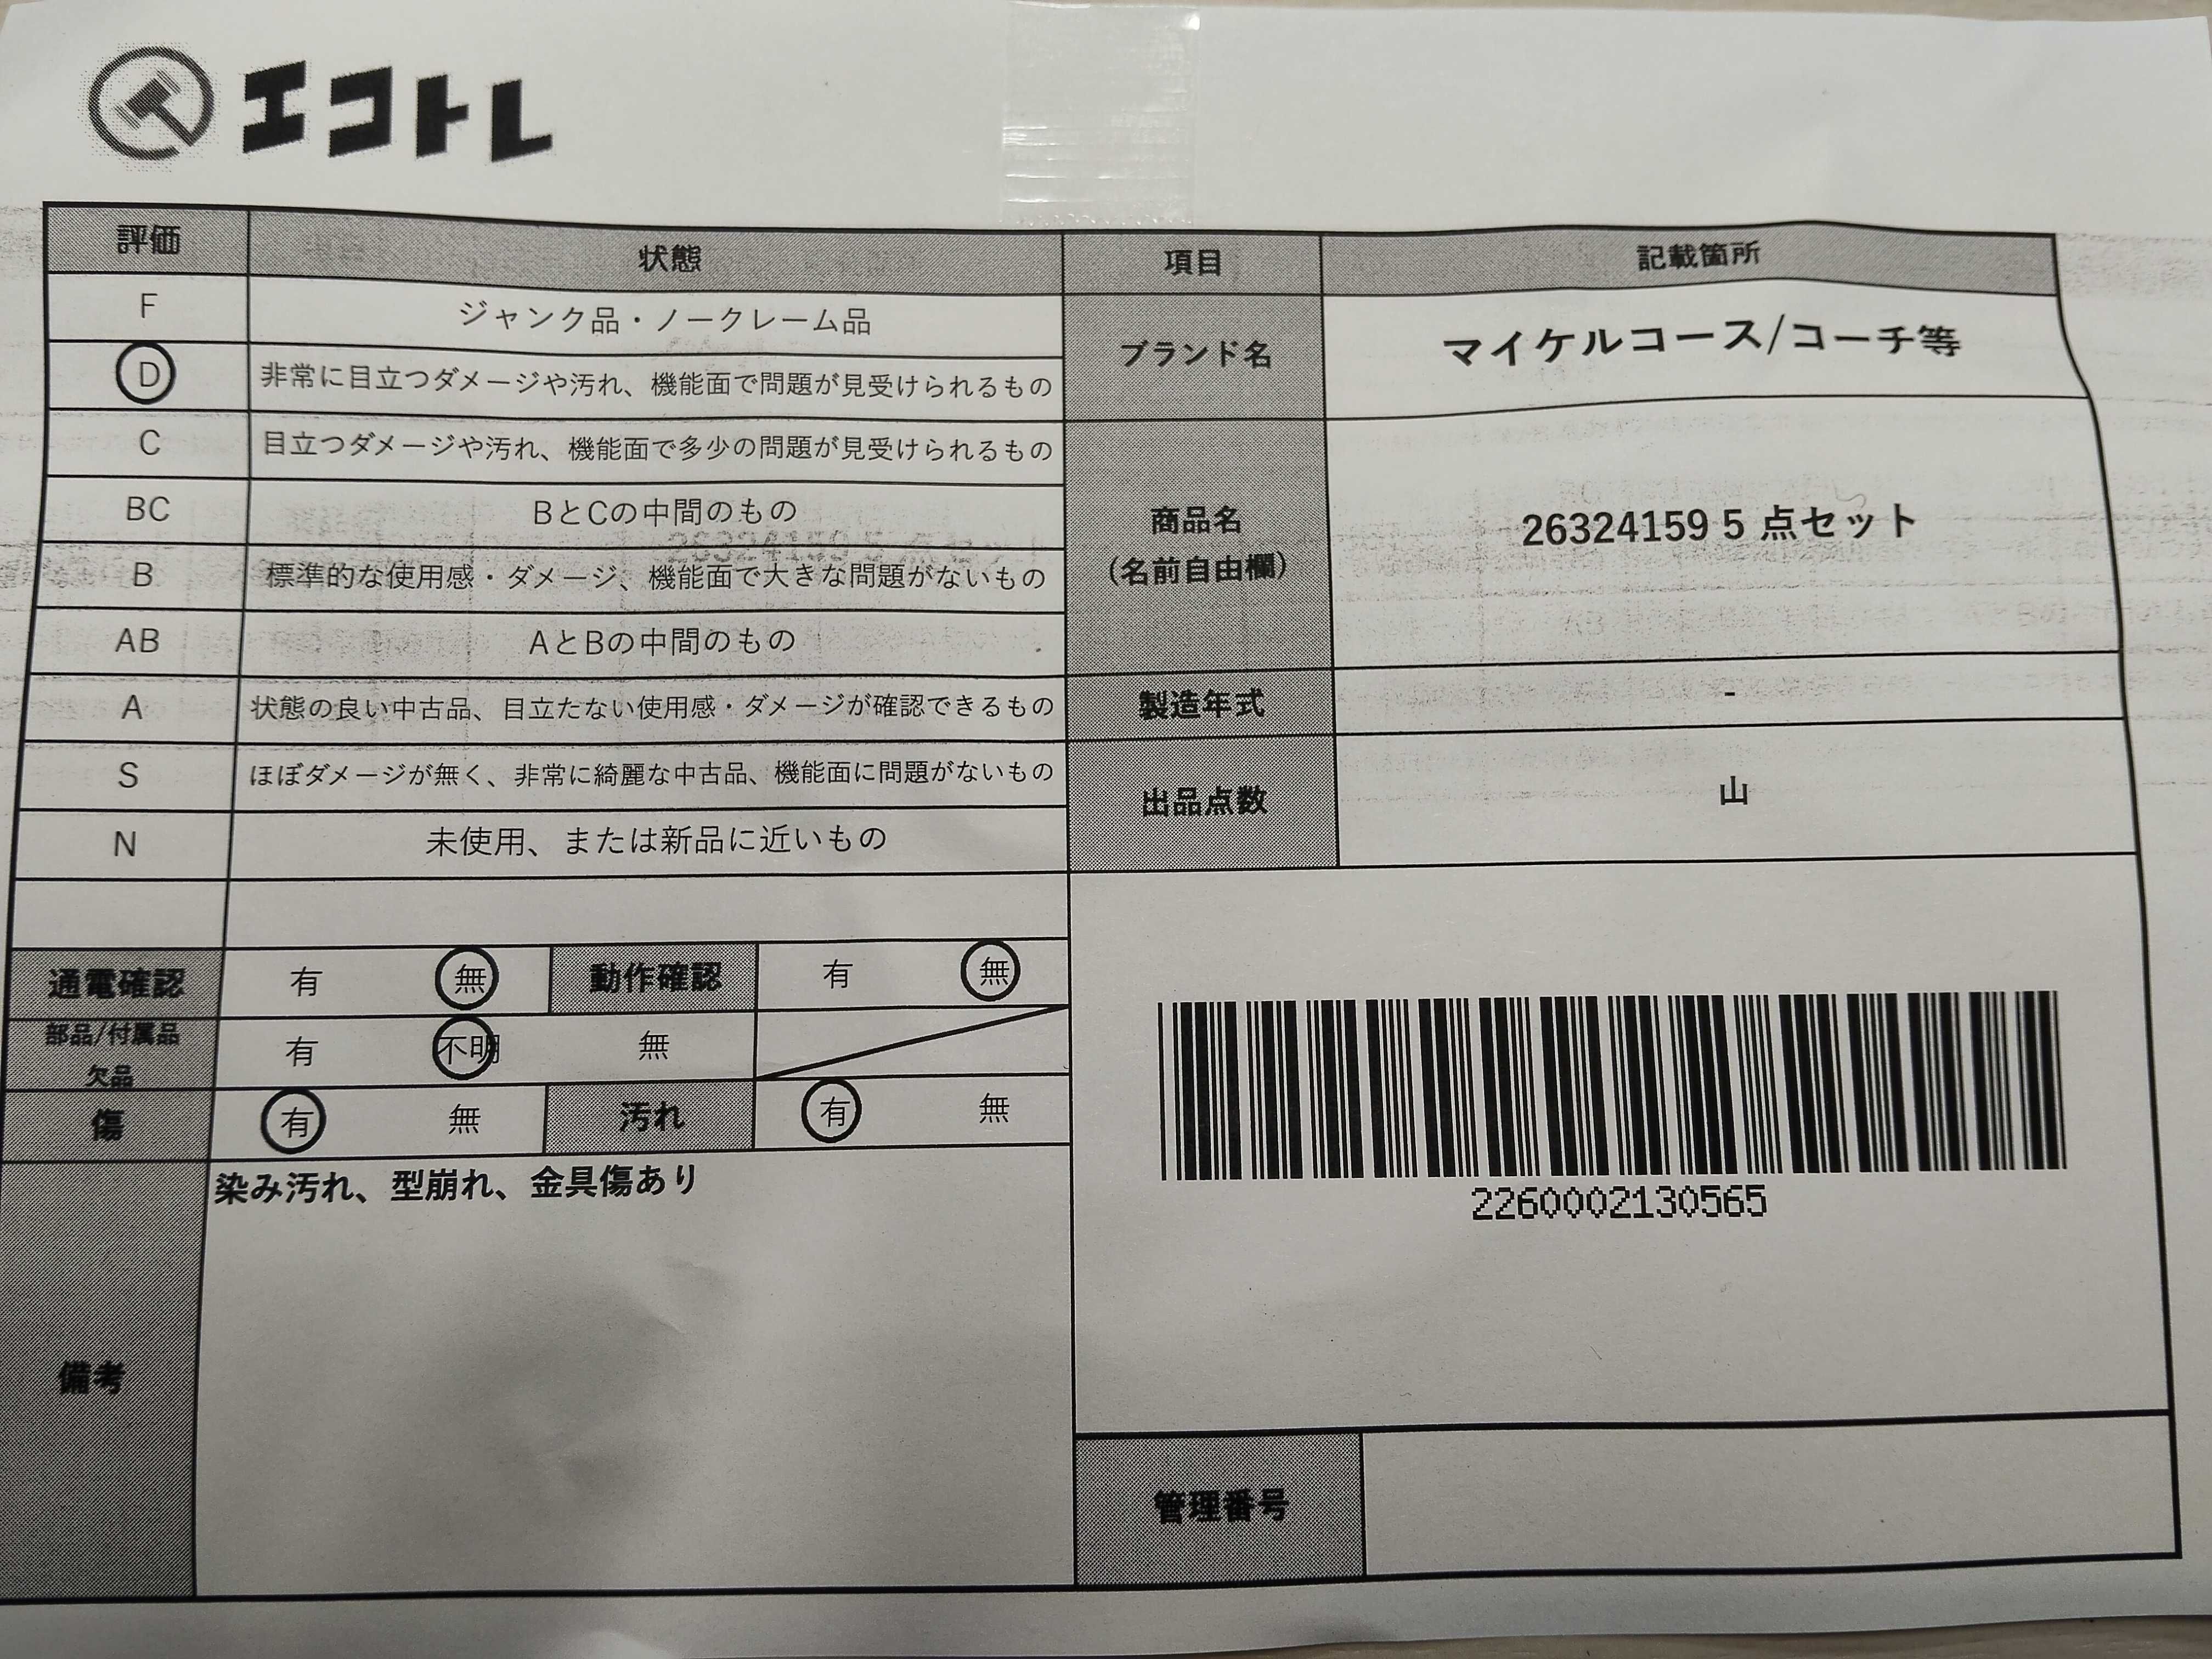 エコトレ
評価 状態 項目 記載箇所
F ジャンク品・ノークレーム品
D 非常に目立つダメージや汚れ、機能面で問題が見受けられるもの
C 目立つダメージや汚れ、機能面で多少の問題が見受けられるもの
BC BとCの中間のもの
B 標準的な使用感・ダメージ、機能面で大きな問題がないもの
AB AとBの中間のもの
A 状態の良い中古品、目立たない使用感・ダメージが確認できるもの
S ほぼダメージが無く、非常に綺麗な中古品、機能面に問題がないもの
N 未使用、または新品に近いもの
ブランド名 マイケルコース/コーチ等
商品名
(名前自由欄)
26324159 5 点セット
製造年式 -
出品点数 山
通電確認 有 無 動作確認 有 無
部品/付属品
欠品
有 不明 無
傷 有 無 汚れ 有 無
備考
染み汚れ、型崩れ、金具傷あり
2260002130565
管理番号